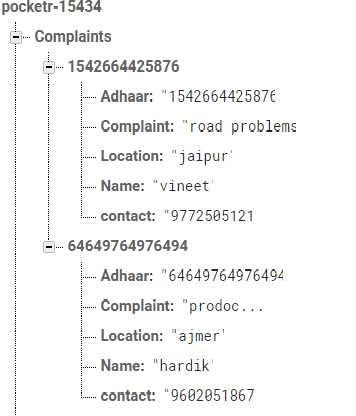 pocketr-15434
Complaints
1542664425876
Adhaar: "1542664425876
Complaint: "road problems
Location: "jaipur"
Name: "vineet"
contact: "9772505121
64649764976494
Adhaar: "64649764976494
Complaint: "prodoc...
Location: "ajmer"
Name: "hardik"
contact: "9602051867